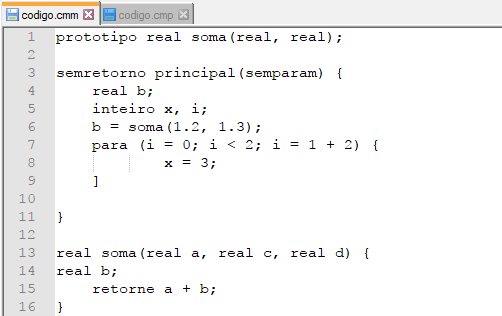 codigo.cmm codigo.cmp
1 prototipo real soma(real, real);
2
3 semretorno principal(semparam) {
4 real b;
5 inteiro x, i;
6 b = soma(1.2, 1.3);
7 para (i = 0; i < 2; i = 1 + 2) {
8 x = 3;
9 ]
10
11 }
12
13 real soma(real a, real c, real d) {
14 real b;
15 retorne a + b;
16 }